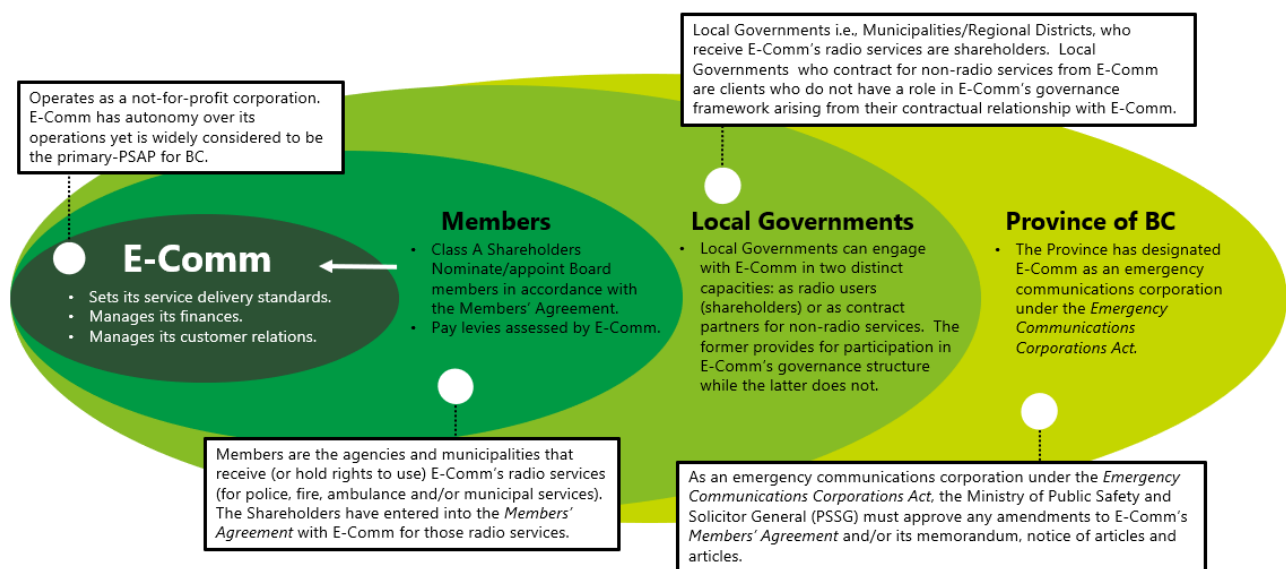 Operates as a not-for-profit corporation.
E-Comm has autonomy over its
operations yet is widely considered to be
the primary-PSAP for BC.
Local Governments i.e., Municipalities/Regional Districts, who
receive E-Comm's radio services are shareholders.  Local
Governments  who contract for non-radio services from E-Comm
are clients who do not have a role in E-Comm's governance
framework arising from their contractual relationship with E-Comm.
E-Comm
• Sets its service delivery standards.
• Manages its finances.
• Manages its customer relations.
Members
• Class A Shareholders
Nominate/appoint Board
members in accordance with
the Members' Agreement.
• Pay levies assessed by E-Comm.
Local Governments
• Local Governments can engage
with E-Comm in two distinct
capacities: as radio users
(shareholders) or as contract
partners for non-radio services.  The
former provides for participation in
E-Comm's governance structure
while the latter does not.
Province of BC
• The Province has designated
E-Comm as an emergency
communications corporation
under the Emergency
Communications
Corporations Act.
Members are the agencies and municipalities that
receive (or hold rights to use) E-Comm's radio services
(for police, fire, ambulance and/or municipal services).
The Shareholders have entered into the Members'
Agreement with E-Comm for those radio services.
As an emergency communications corporation under the Emergency
Communications Corporations Act, the Ministry of Public Safety and
Solicitor General (PSSG) must approve any amendments to E-Comm's
Members' Agreement and/or its memorandum, notice of articles and
articles.